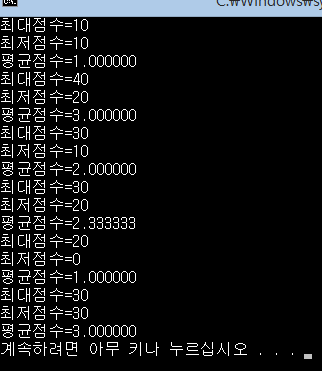 C:₩Windows₩sy
최대점수=10
최저점수=10
평균점수=1.000000
최대점수=40
최저점수=20
평균점수=3.000000
최대점수=30
최저점수=10
평균점수=2.000000
최대점수=30
최저점수=20
평균점수=2.333333
최대점수=20
최저점수=0
평균점수=1.000000
최대점수=30
최저점수=30
평균점수=3.000000
계속하려면 아무 키나 누르십시오 . . .